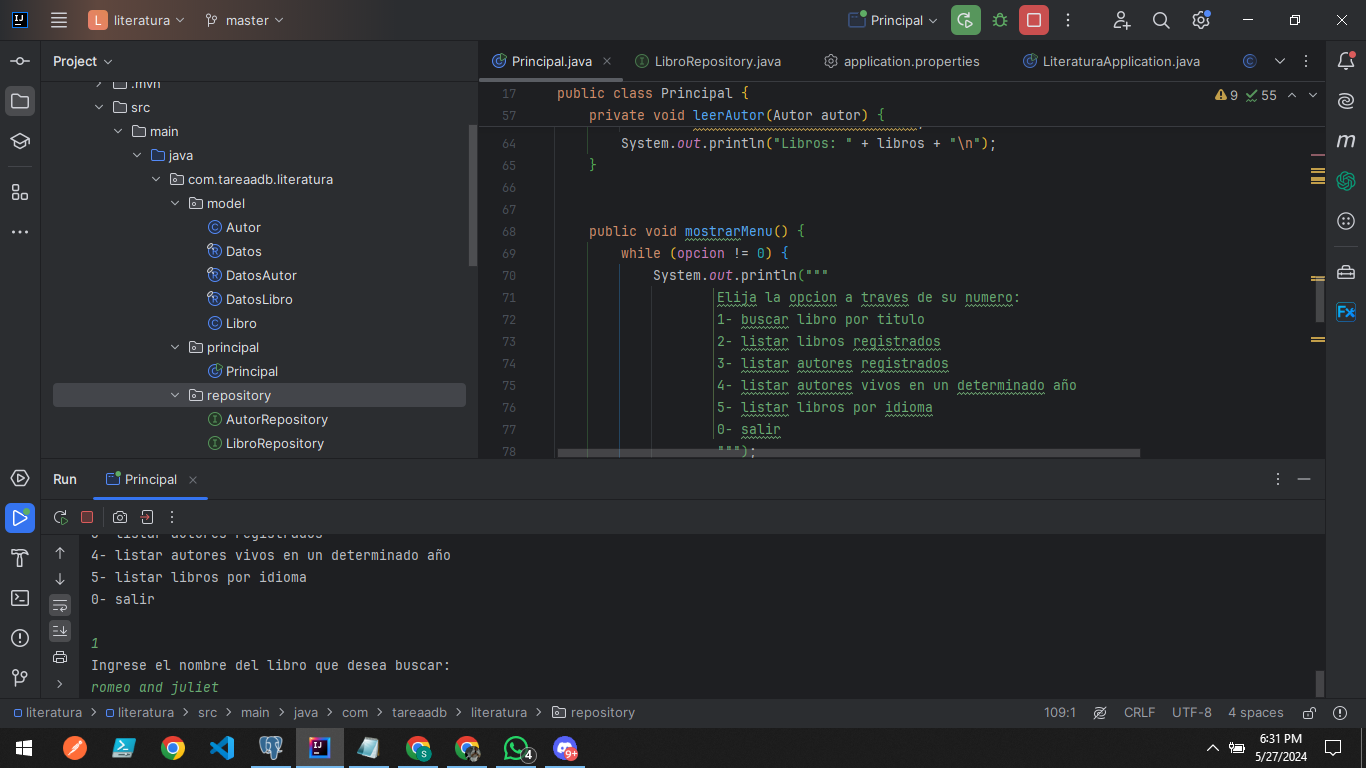 L literatura master Principal
Project
Principal.java LibroRepository.java application.properties LiteraturaApplication.java
.mvn
src
main
java
com.tareaadb.literatura
model
Autor
Datos
DatosAutor
DatosLibro
Libro
principal
Principal
repository
AutorRepository
LibroRepository
9 55
17 public class Principal {
57 private void leerAutor(Autor autor) {
64 System.out.println("Libros: " + libros + "\n");
65 }
66
67
68 public void mostrarMenu() {
69 while (opcion != 0) {
70 System.out.println("""
71 Elija la opcion a traves de su numero:
72 1- buscar libro por titulo
73 2- listar libros registrados
74 3- listar autores registrados
75 4- listar autores vivos en un determinado año
76 5- listar libros por idioma
77 0- salir
78 """);
Run Principal
3- listar autores registrados
4- listar autores vivos en un determinado año
5- listar libros por idioma
0- salir
1
Ingrese el nombre del libro que desea buscar:
romeo and juliet
literatura > literatura > src > main > java > com > tareaadb > literatura > repository 109:1 CRLF UTF-8 4 spaces
6:31 PM
5/27/2024
S
4
9+
m
Fx